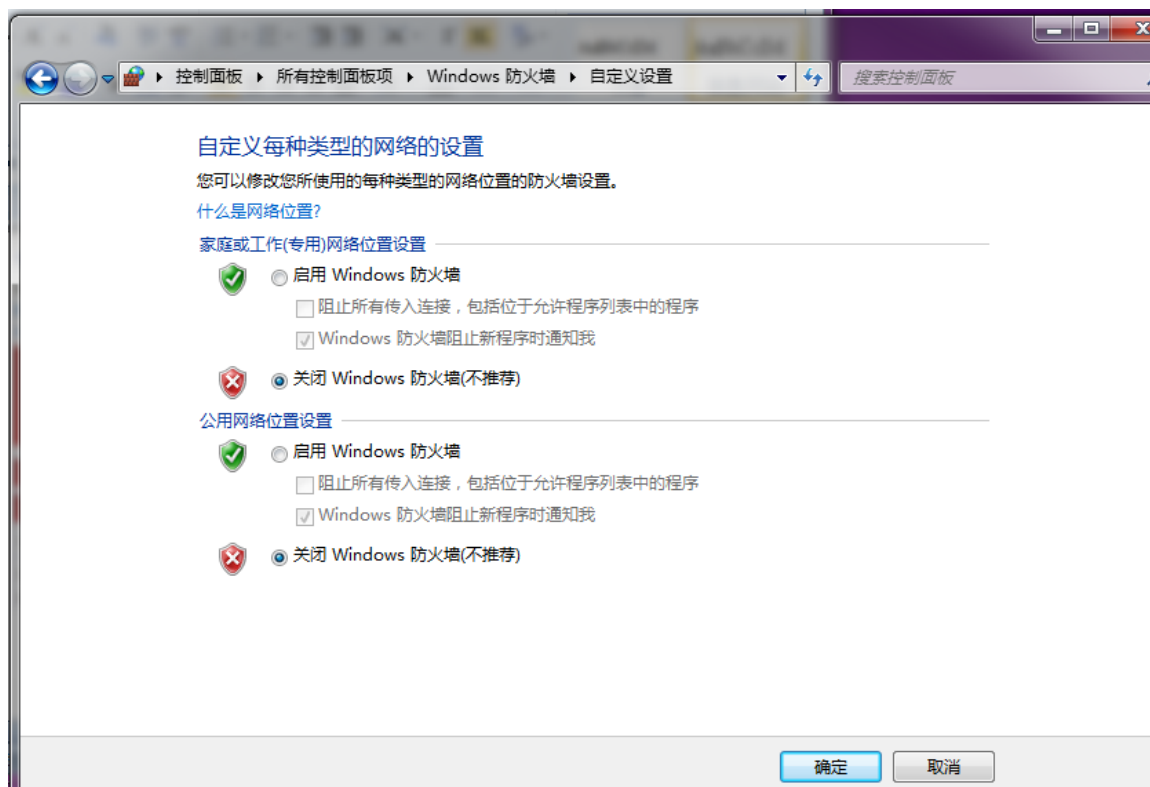 控制面板 ▸ 所有控制面板项 ▸ Windows 防火墙 ▸ 自定义设置
搜索控制面板
自定义每种类型的网络的设置
您可以修改您所使用的每种类型的网络位置的防火墙设置。
什么是网络位置?
家庭或工作(专用)网络位置设置
启用 Windows 防火墙
阻止所有传入连接，包括位于允许程序列表中的程序
Windows 防火墙阻止新程序时通知我
关闭 Windows 防火墙(不推荐)
公用网络位置设置
启用 Windows 防火墙
阻止所有传入连接，包括位于允许程序列表中的程序
Windows 防火墙阻止新程序时通知我
关闭 Windows 防火墙(不推荐)
确定
取消